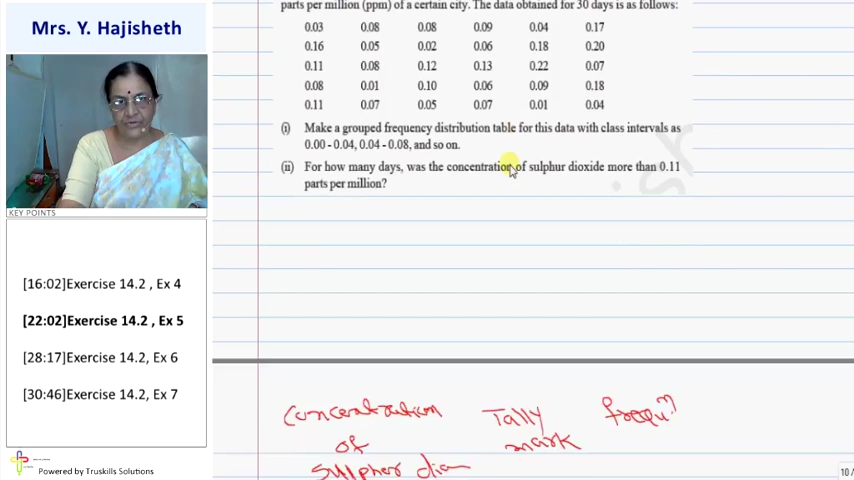 Mrs. Y. Hajisheth
parts per million (ppm) of a certain city. The data obtained for 30 days is as follows:
0.03 0.08 0.08 0.09 0.04 0.17
0.16 0.05 0.02 0.06 0.18 0.20
0.11 0.08 0.12 0.13 0.22 0.07
0.08 0.01 0.10 0.06 0.09 0.18
0.11 0.07 0.05 0.07 0.01 0.04
(i) Make a grouped frequency distribution table for this data with class intervals as
0.00 - 0.04, 0.04 - 0.08, and so on.
(ii) For how many days, was the concentration of sulphur dioxide more than 0.11
parts per million?
KEY POINTS
[16:02]Exercise 14.2 , Ex 4
[22:02]Exercise 14.2 , Ex 5
[28:17]Exercise 14.2, Ex 6
[30:46]Exercise 14.2, Ex 7
Concentration Tally
of mark
Sulpher dio
Powered by Truskills Solutions
10/